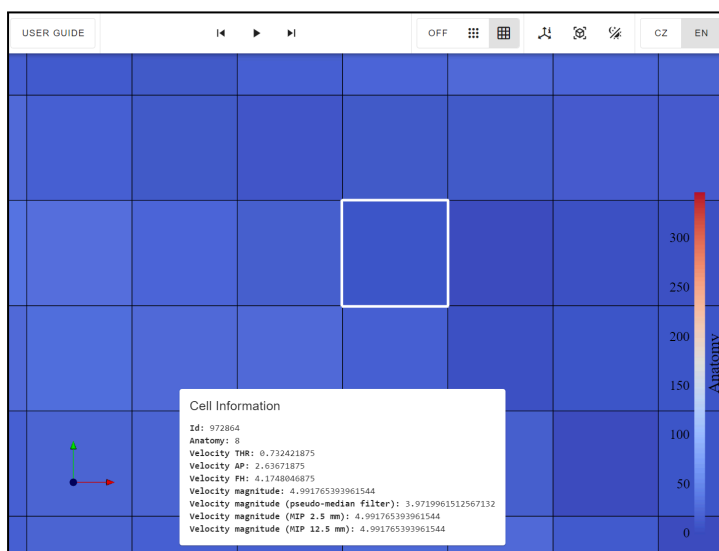 USER GUIDE OFF CZ EN
300
250
200
150
100
50
0
Anatomy
Cell Information
Id: 972864
Anatomy: 8
Velocity THR: 0.732421875
Velocity AP: 2.63671875
Velocity FH: 4.1748046875
Velocity magnitude: 4.991765393961544
Velocity magnitude (pseudo-median filter): 3.9719961512567132
Velocity magnitude (MIP 2.5 mm): 4.991765393961544
Velocity magnitude (MIP 12.5 mm): 4.991765393961544